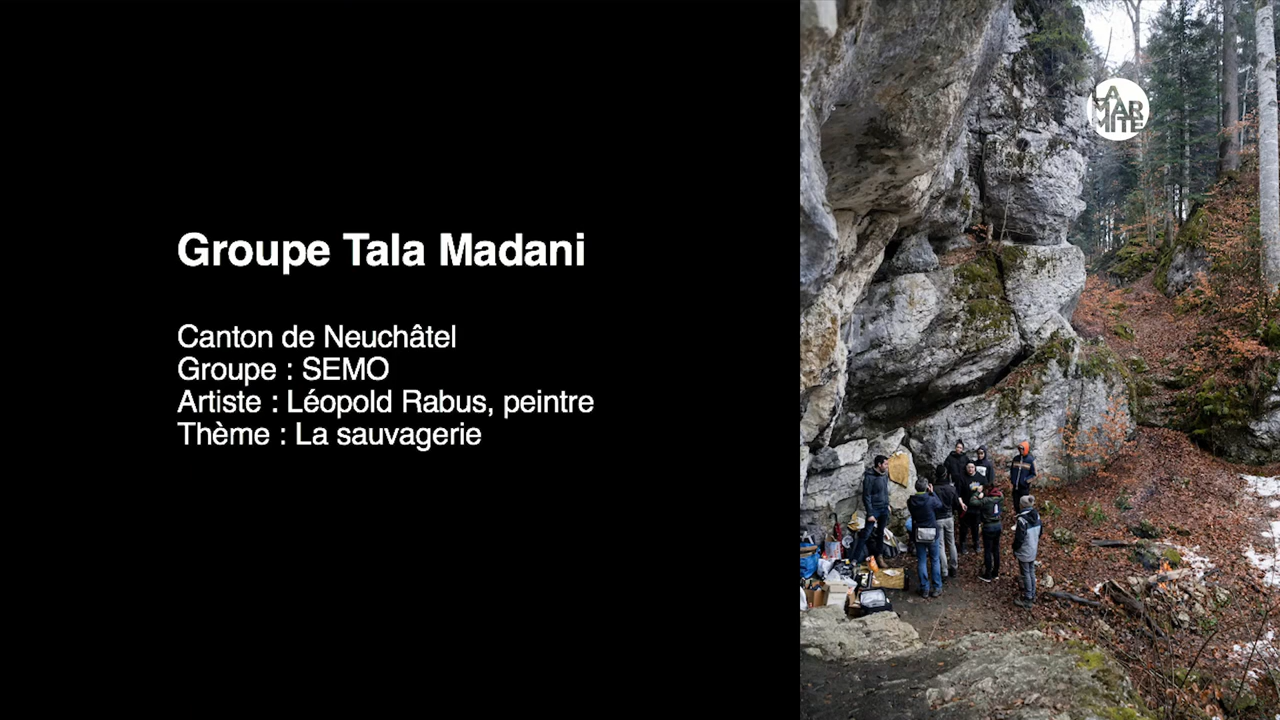 Groupe Tala Madani
Canton de Neuchâtel
Groupe : SEMO
Artiste : Léopold Rabus, peintre
Thème : La sauvagerie
LA
MAR
MITE